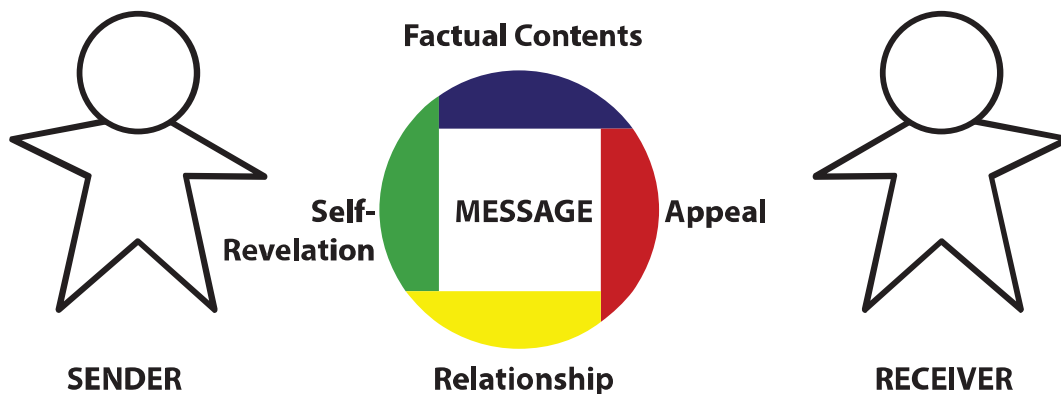 Factual Contents
Self-
Revelation
MESSAGE
Appeal
SENDER
Relationship
RECEIVER